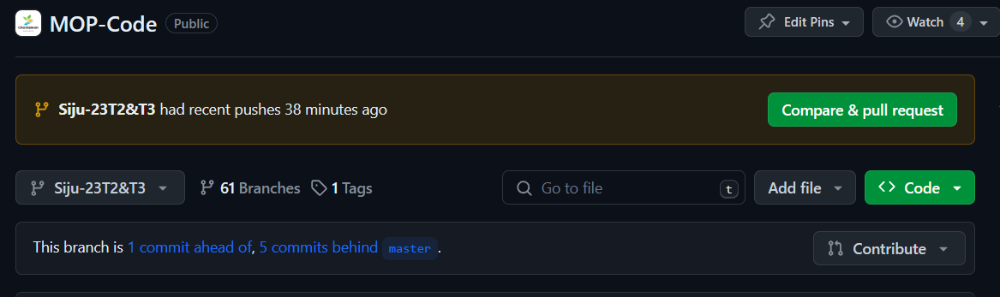 MOP-Code Public Edit Pins Watch 4
Siju-23T2&T3 had recent pushes 38 minutes ago Compare & pull request
Siju-23T2&T3 61 Branches 1 Tags Go to file t Add file Code
This branch is 1 commit ahead of, 5 commits behind master. Contribute